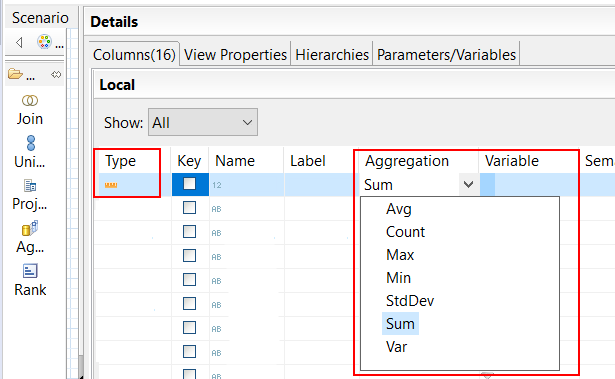 Scenario
Details
...
Columns(16) View Properties Hierarchies Parameters/Variables
...
Local
Join
Show: All
Uni...
Type Key Name Label Aggregation Variable Sem
12 Sum
Proj...
AB Avg
AB Count
Ag...
AB Max
AB Min
Rank
AB StdDev
AB Sum
AB Var
AB